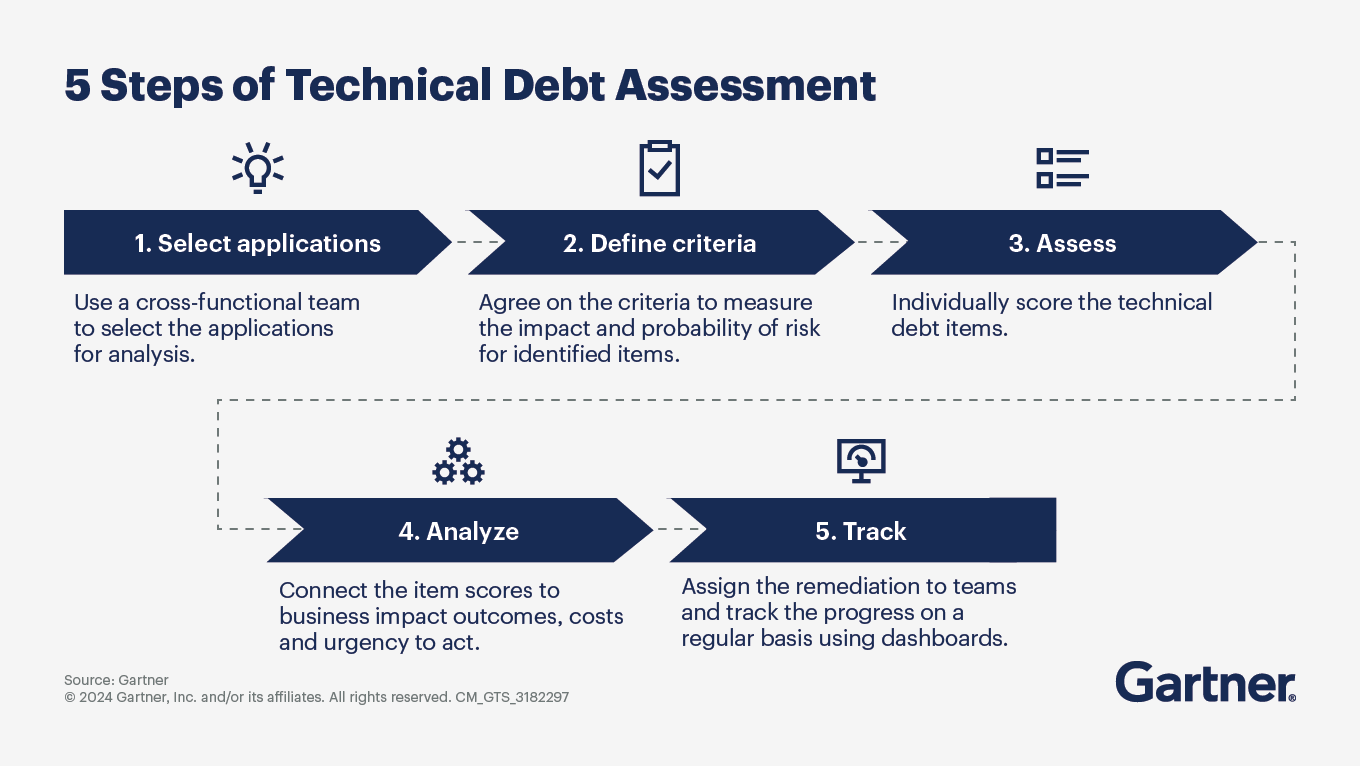 5 Steps of Technical Debt Assessment
1. Select applications
Use a cross-functional team
to select the applications
for analysis.
2. Define criteria
Agree on the criteria to measure
the impact and probability of risk
for identified items.
3. Assess
Individually score the technical
debt items.
4. Analyze
Connect the item scores to
business impact outcomes, costs
and urgency to act.
5. Track
Assign the remediation to teams
and track the progress on a
regular basis using dashboards.
Source: Gartner
© 2024 Gartner, Inc. and/or its affiliates. All rights reserved. CM_GTS_3182297
Gartner®